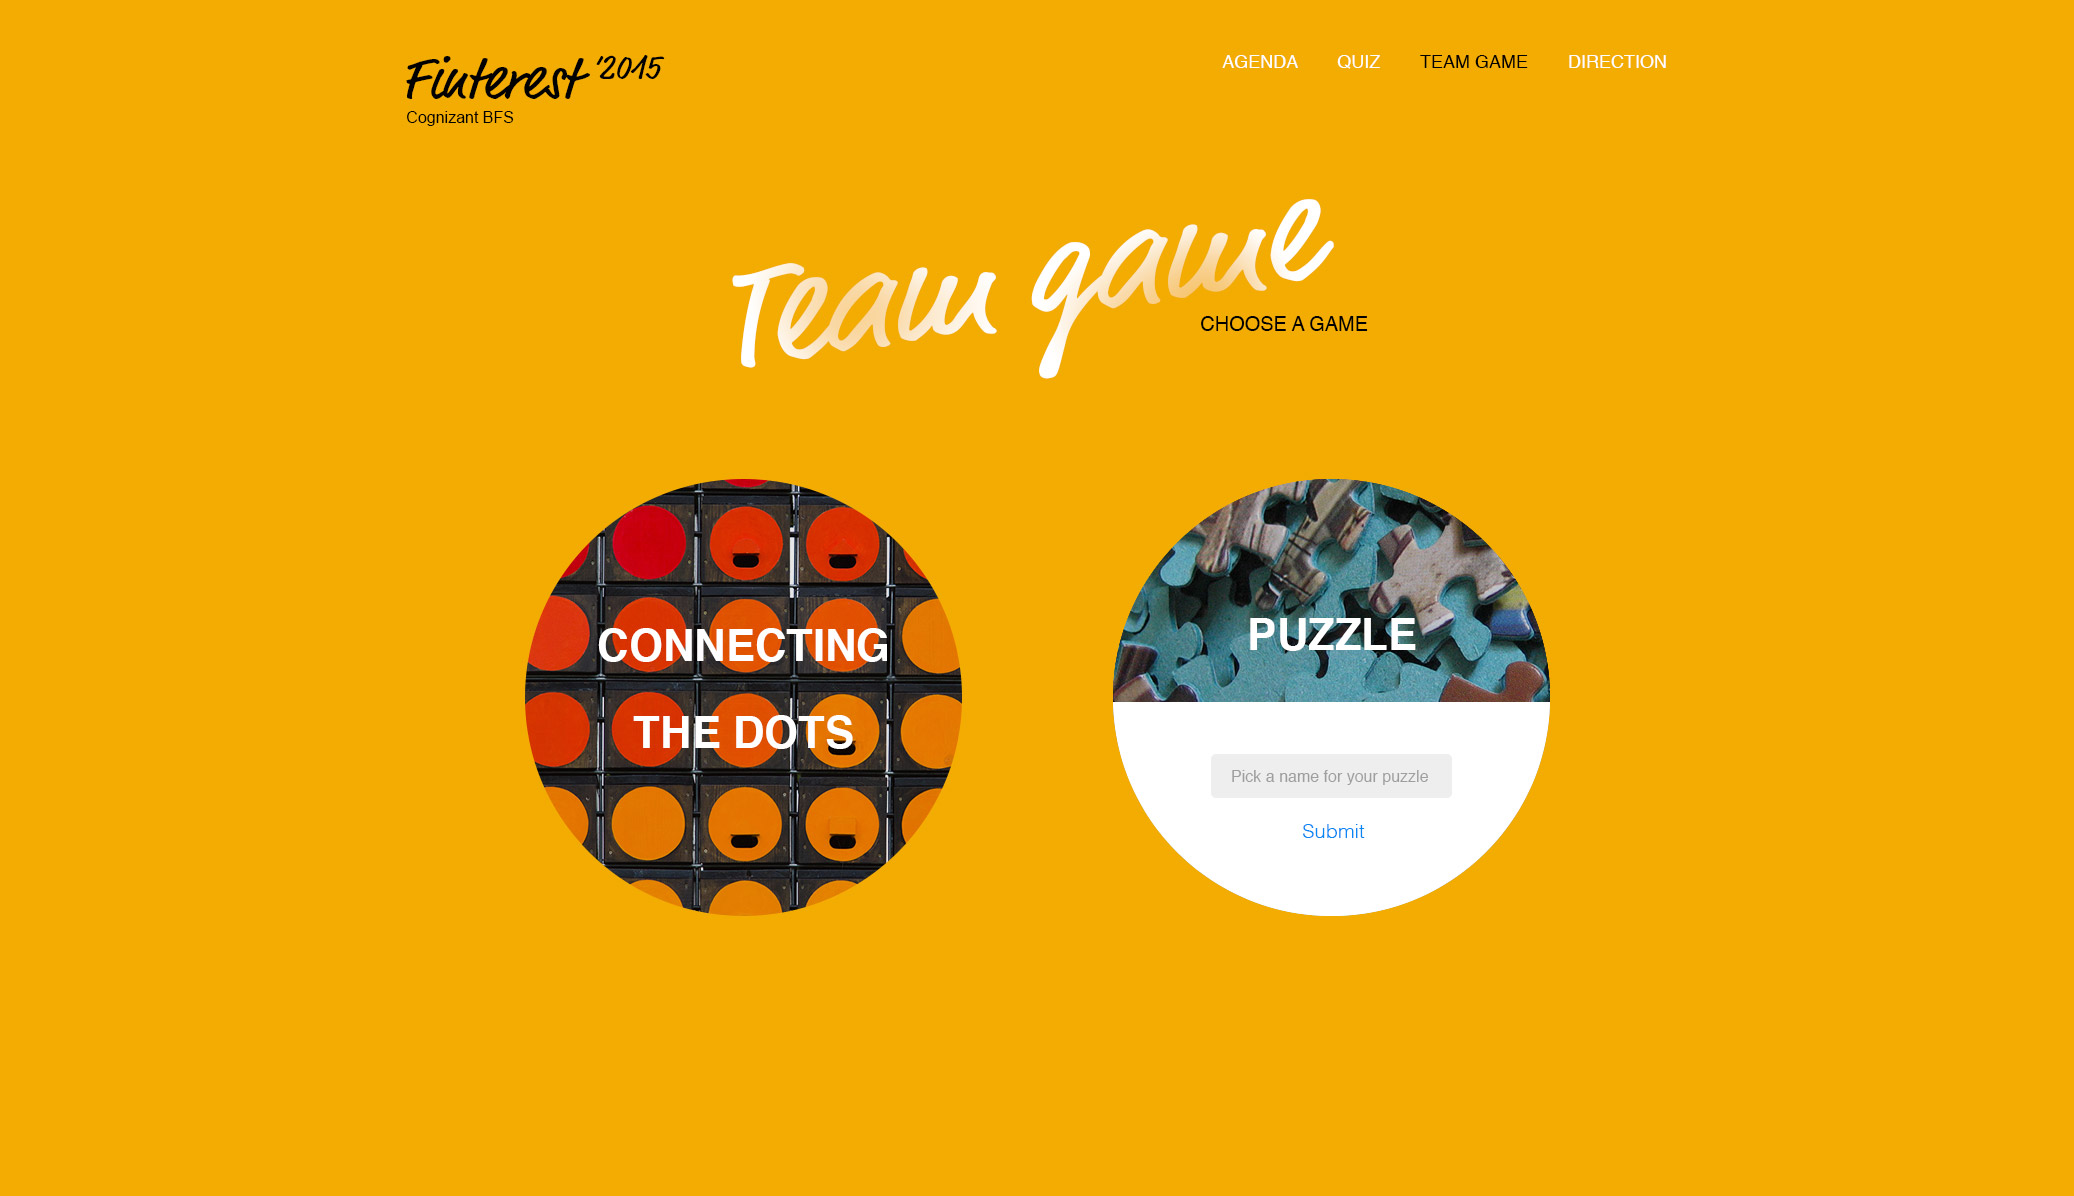 Finterest '2015
Cognizant BFS
AGENDA QUIZ TEAM GAME DIRECTION
Team game
CHOOSE A GAME
CONNECTING
THE DOTS
PUZZLE
Pick a name for your puzzle
Submit